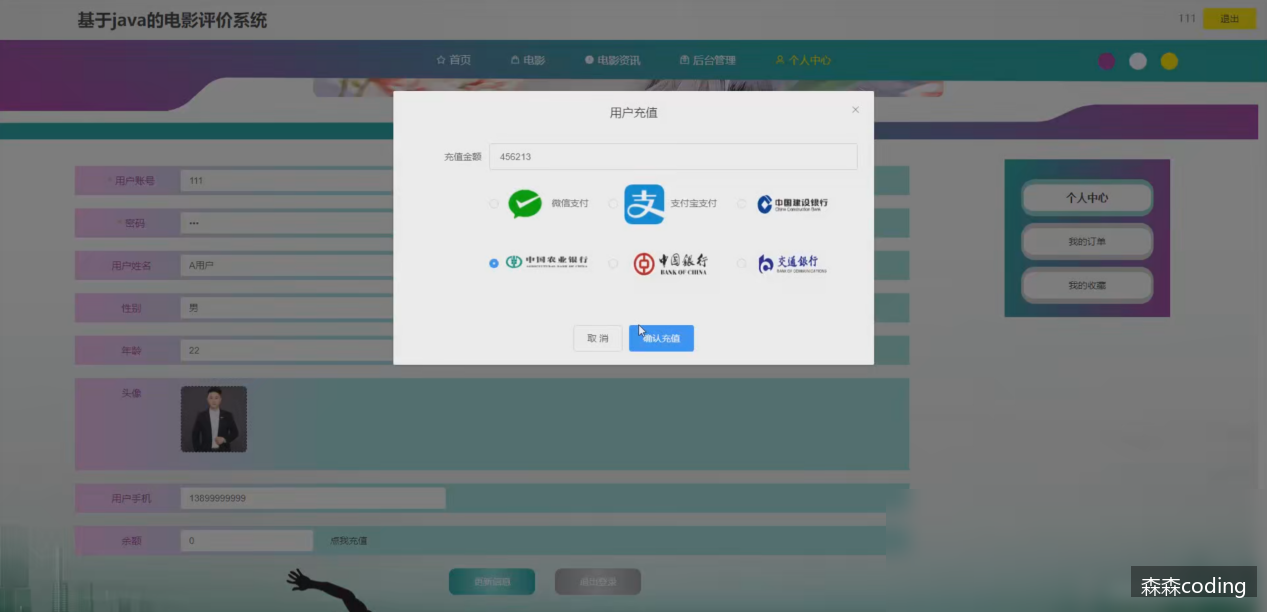 基于java的电影评价系统
111
退出
首页
电影
电影资讯
后台管理
个人中心
用户充值
×
充值金额
456213
微信支付
支付宝支付
中国建设银行
China Construction Bank
中国农业银行
AGRICULTURAL BANK OF CHINA
中国银行
BANK OF CHINA
交通银行
BANK OF COMMUNICATIONS
取消
确认充值
* 用户账号
111
* 密码
•••
用户姓名
A用户
性别
男
年龄
22
头像
用户手机
13899999999
余额
0
点我充值
更新信息
退出登录
个人中心
我的订单
我的收藏
森森coding